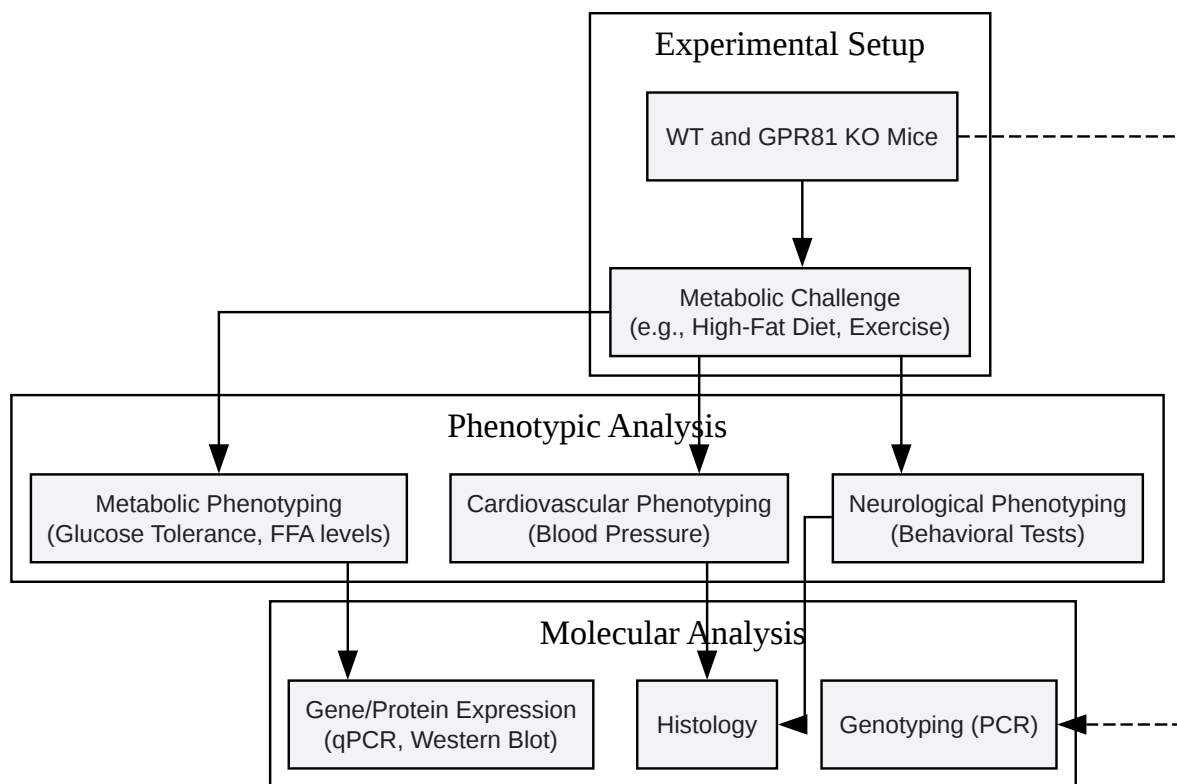 Experimental Setup
WT and GPR81 KO Mice
Metabolic Challenge
(e.g., High-Fat Diet, Exercise)
Phenotypic Analysis
Metabolic Phenotyping
(Glucose Tolerance, FFA levels)
Cardiovascular Phenotyping
(Blood Pressure)
Neurological Phenotyping
(Behavioral Tests)
Molecular Analysis
Gene/Protein Expression
(qPCR, Western Blot)
Histology
Genotyping (PCR)